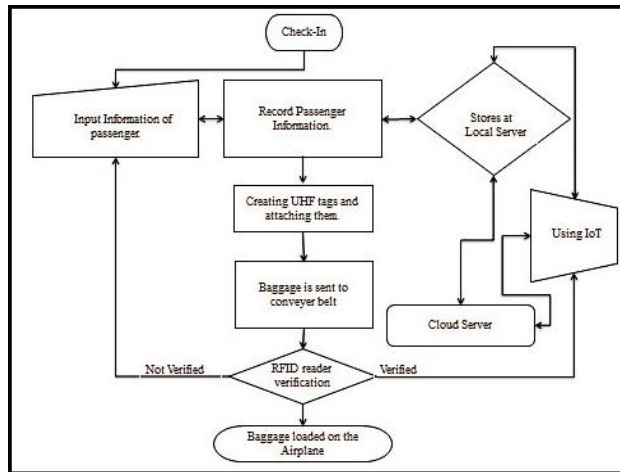 Check-In
Input Information of
passenger.
Record Passenger
Information.
Stores at
Local Server
Creating UHF tags and
attaching them.
Using IoT
Baggage is sent to
conveyer belt
Cloud Server
Not Verified
RFID reader
verification
Verified
Baggage loaded on the
Airplane